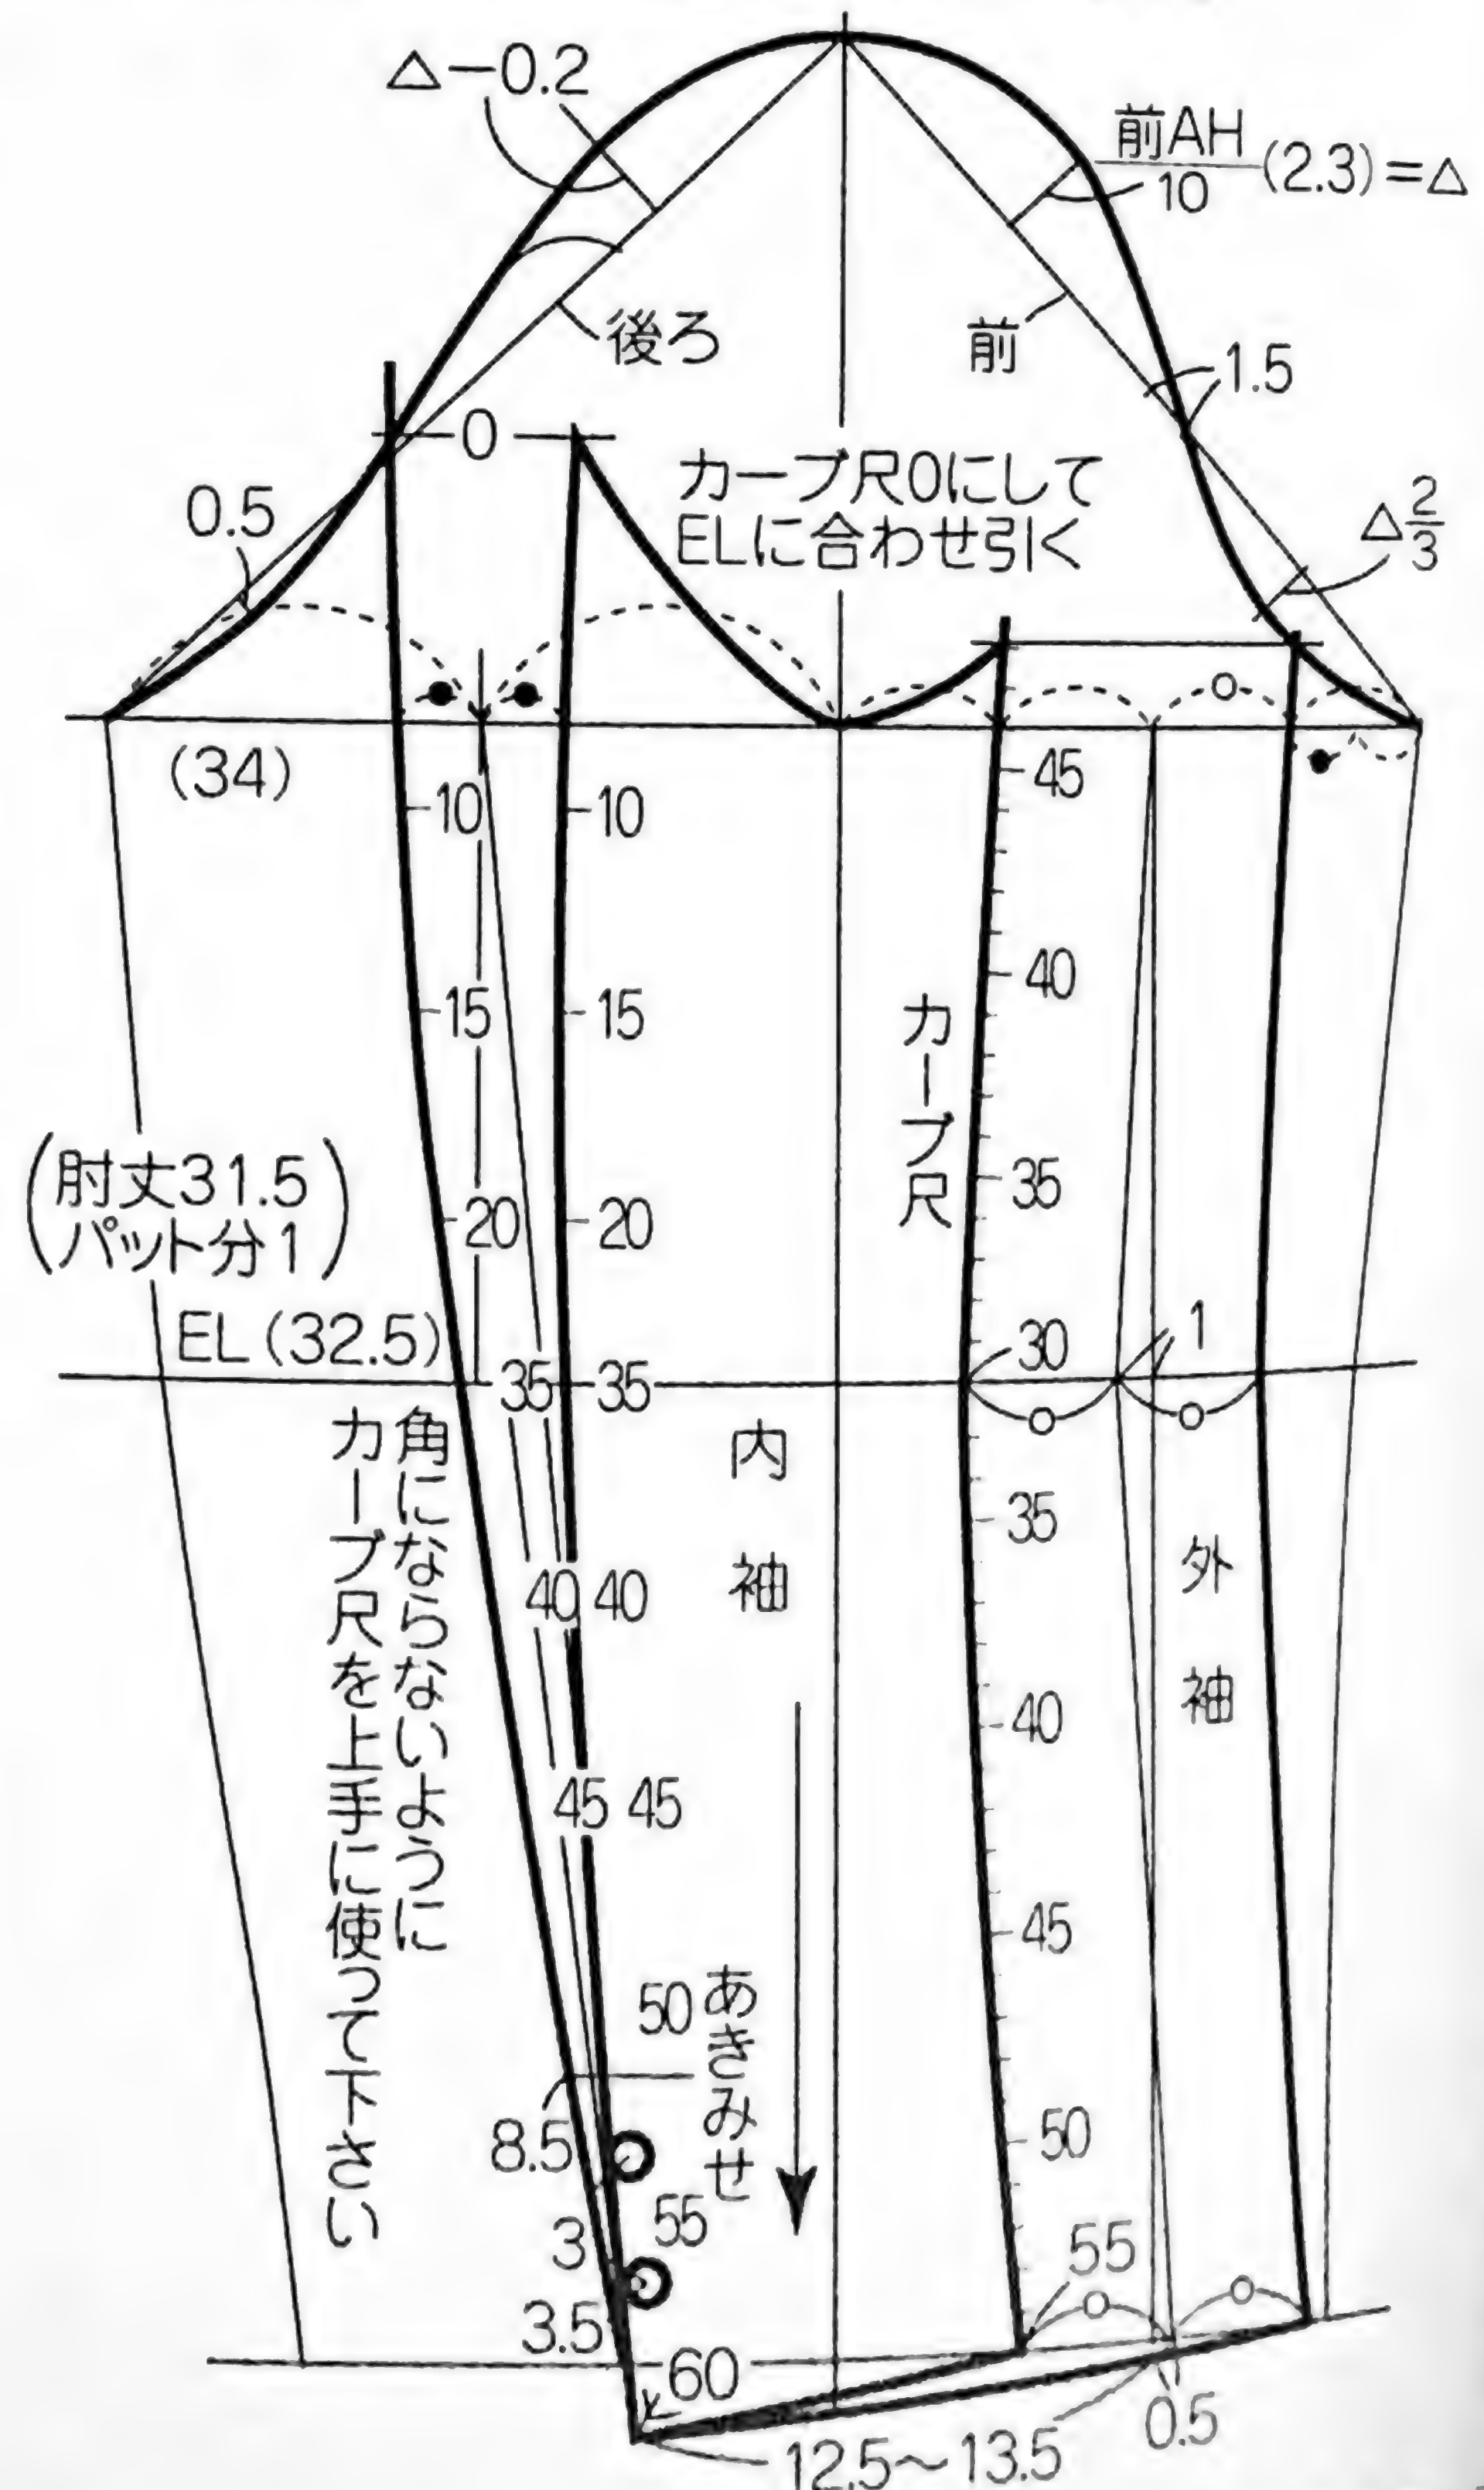 △−0.2
前AH/10(2.3)=△
後ろ
前
1.5
0
カーブ尺0にして
ELに合わせ引く
0.5
△2/3
(34)
10
10
45
15
15
40
カーブ尺
35
(肘丈31.5
パット分1)
20
20
EL(32.5)
30
1
35
35
角にならないように
カーブ尺を上手に使って下さい
内袖
外袖
35
40
40
40
45
45
45
50
あきみせ
8.5
50
3
55
55
3.5
60
0.5
12.5〜13.5